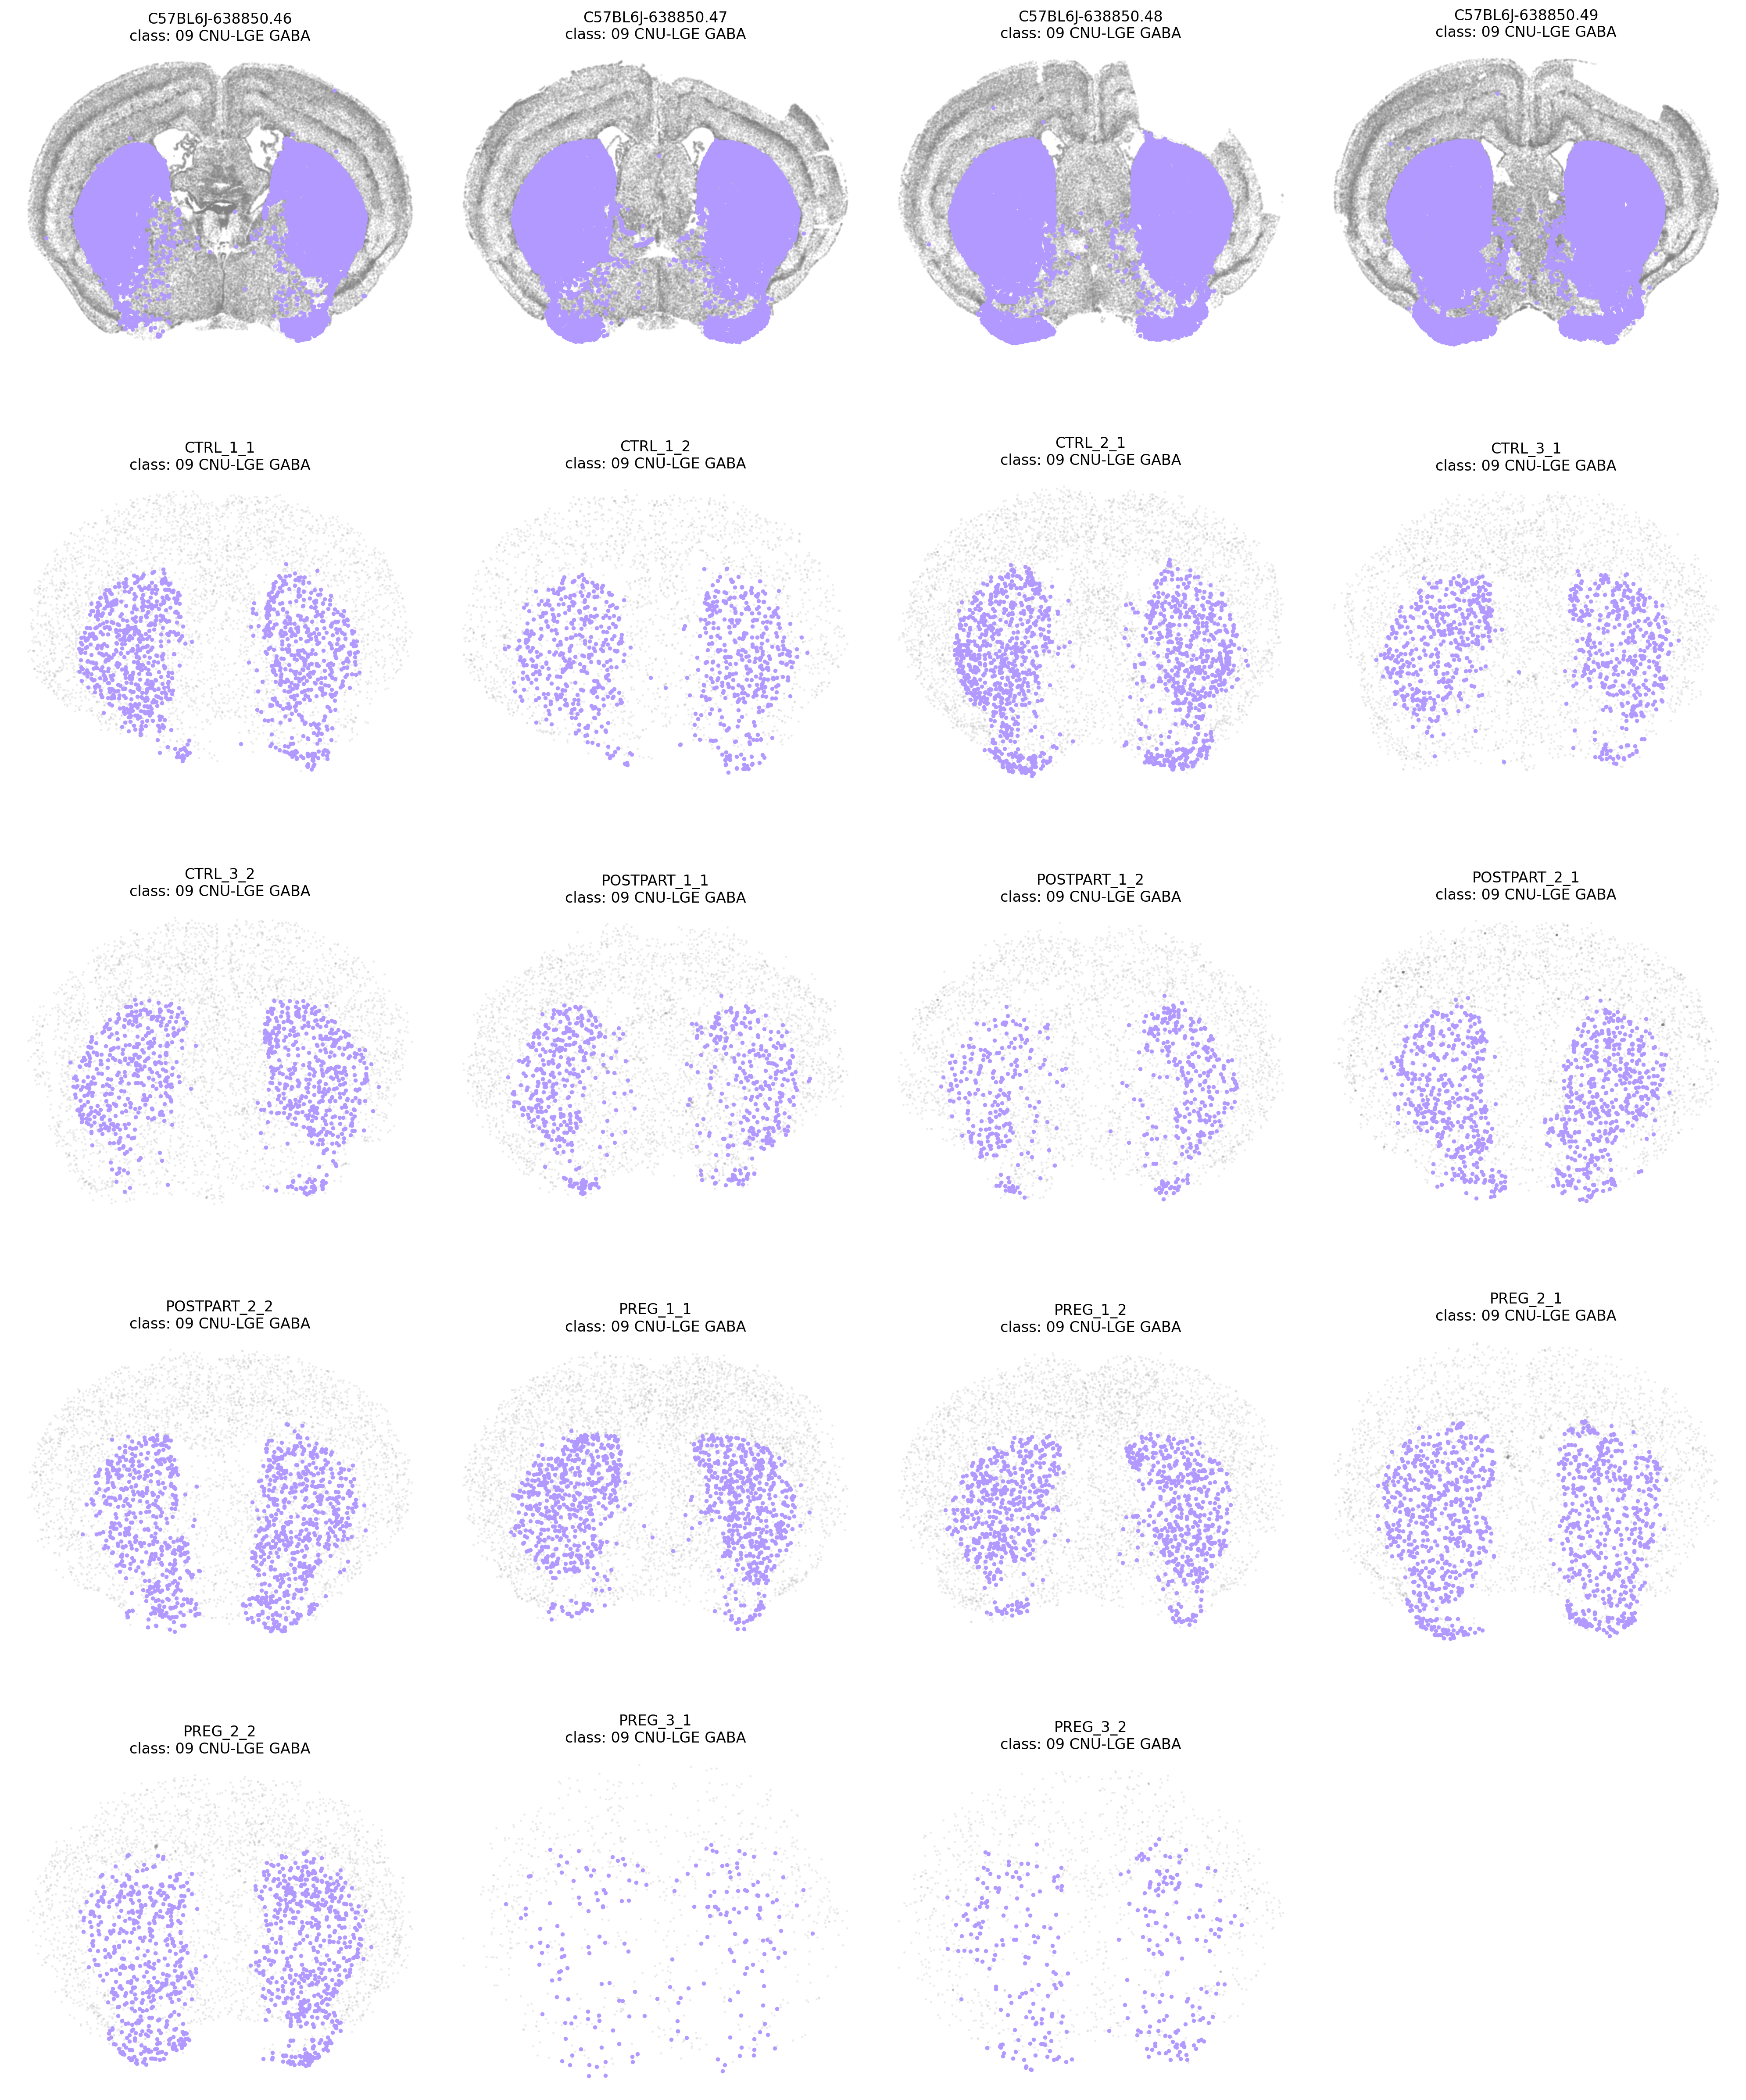 C57BL6J-638850.46
class: 09 CNU-LGE GABA
C57BL6J-638850.47
class: 09 CNU-LGE GABA
C57BL6J-638850.48
class: 09 CNU-LGE GABA
C57BL6J-638850.49
class: 09 CNU-LGE GABA
CTRL_1_1
class: 09 CNU-LGE GABA
CTRL_1_2
class: 09 CNU-LGE GABA
CTRL_2_1
class: 09 CNU-LGE GABA
CTRL_3_1
class: 09 CNU-LGE GABA
CTRL_3_2
class: 09 CNU-LGE GABA
POSTPART_1_1
class: 09 CNU-LGE GABA
POSTPART_1_2
class: 09 CNU-LGE GABA
POSTPART_2_1
class: 09 CNU-LGE GABA
POSTPART_2_2
class: 09 CNU-LGE GABA
PREG_1_1
class: 09 CNU-LGE GABA
PREG_1_2
class: 09 CNU-LGE GABA
PREG_2_1
class: 09 CNU-LGE GABA
PREG_2_2
class: 09 CNU-LGE GABA
PREG_3_1
class: 09 CNU-LGE GABA
PREG_3_2
class: 09 CNU-LGE GABA